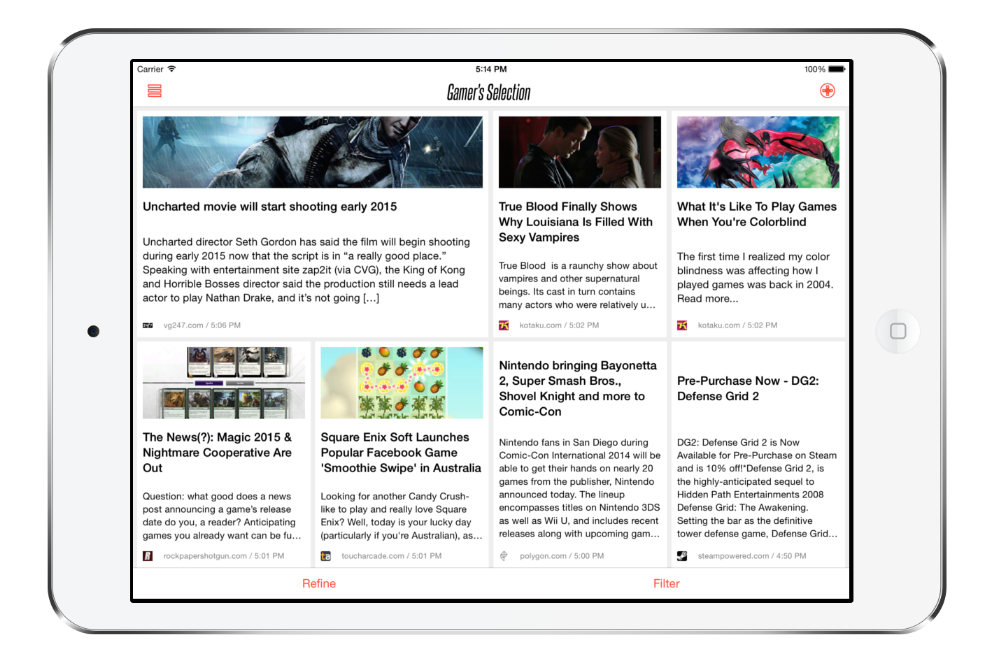 Carrier
5:14 PM
100%
Gamer's Selection
Uncharted movie will start shooting early 2015
Uncharted director Seth Gordon has said the film will begin shooting
during early 2015 now that the script is in “a really good place.”
Speaking with entertainment site zap2it (via CVG), the King of Kong
and Horrible Bosses director said the production still needs a lead
actor to play Nathan Drake, and it’s not going […]
vg247.com / 5:06 PM
True Blood Finally Shows
Why Louisiana Is Filled With
Sexy Vampires
True Blood  is a raunchy show about
vampires and other supernatural
beings. Its cast in turn contains
many actors who were relatively u...
kotaku.com / 5:02 PM
What It's Like To Play Games
When You're Colorblind
The first time I realized my color
blindness was affecting how I
played games was back in 2004.
Read more...
kotaku.com / 5:02 PM
The News(?): Magic 2015 &
Nightmare Cooperative Are
Out
Question: what good does a news
post announcing a game’s release
date do you, a reader? Anticipating
games you already want can be fu...
rockpapershotgun.com / 5:01 PM
Square Enix Soft Launches
Popular Facebook Game
'Smoothie Swipe' in Australia
Looking for another Candy Crush-
like to play and really love Square
Enix? Well, today is your lucky day
(particularly if you're Australian), as...
toucharcade.com / 5:01 PM
Nintendo bringing Bayonetta
2, Super Smash Bros.,
Shovel Knight and more to
Comic-Con
Nintendo fans in San Diego during
Comic-Con International 2014 will be
able to get their hands on nearly 20
games from the publisher, Nintendo
announced today. The lineup
encompasses titles on Nintendo 3DS
as well as Wii U, and includes recent
releases along with upcoming gam...
polygon.com / 5:00 PM
Pre-Purchase Now - DG2:
Defense Grid 2
DG2: Defense Grid 2 is Now
Available for Pre-Purchase on Steam
and is 10% off!*Defense Grid 2, is
the highly-anticipated sequel to
Hidden Path Entertainments 2008
Defense Grid: The Awakening.
Setting the bar as the definitive
tower defense game, Defense Grid...
steampowered.com / 4:50 PM
Refine
Filter